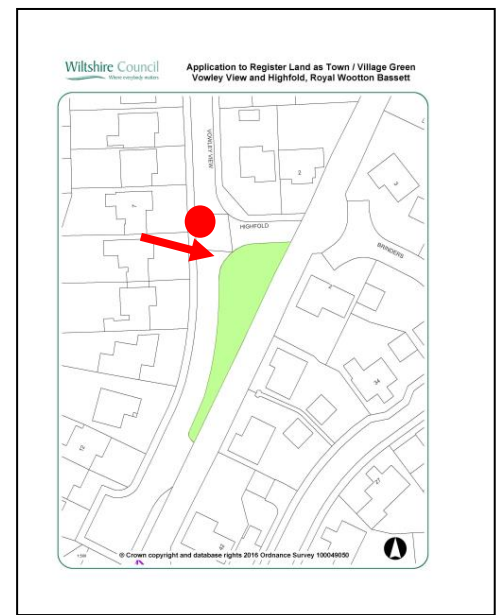 Wiltshire Council
Where everybody matters
Application to Register Land as Town / Village Green
Vowley View and Highfold, Royal Wootton Bassett
VOWLEY VIEW
2
3
7
HIGHFOLD
BRINDERS
2
34
27
© Crown copyright and database rights 2016 Ordnance Survey 100049050